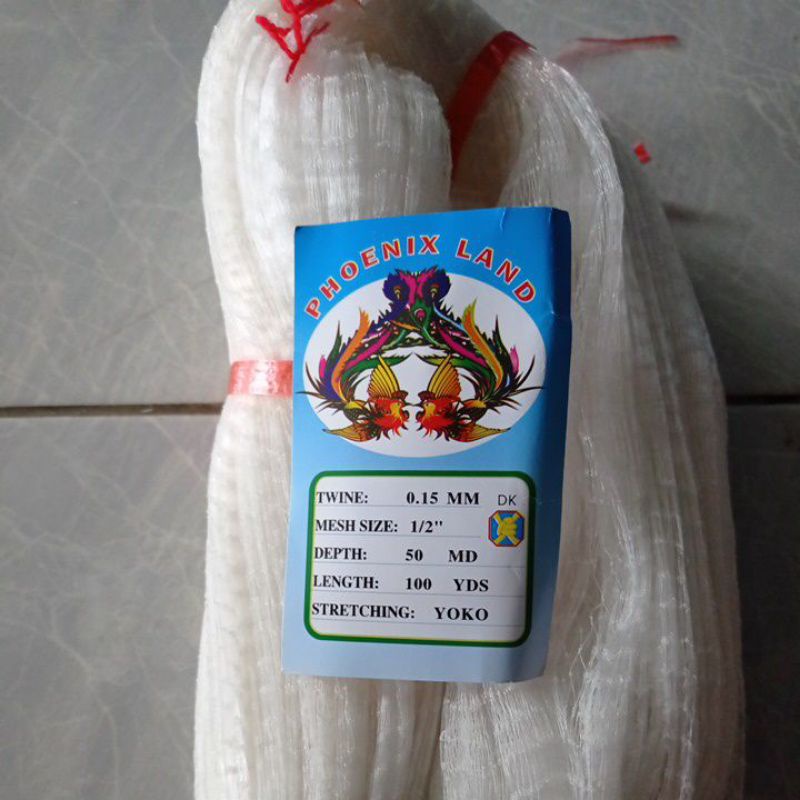 PHOENIX LAND
TWINE: 0.15 MM DK
MESH SIZE: 1/2"
DEPTH: 50 MD
LENGTH: 100 YDS
STRETCHING: YOKO